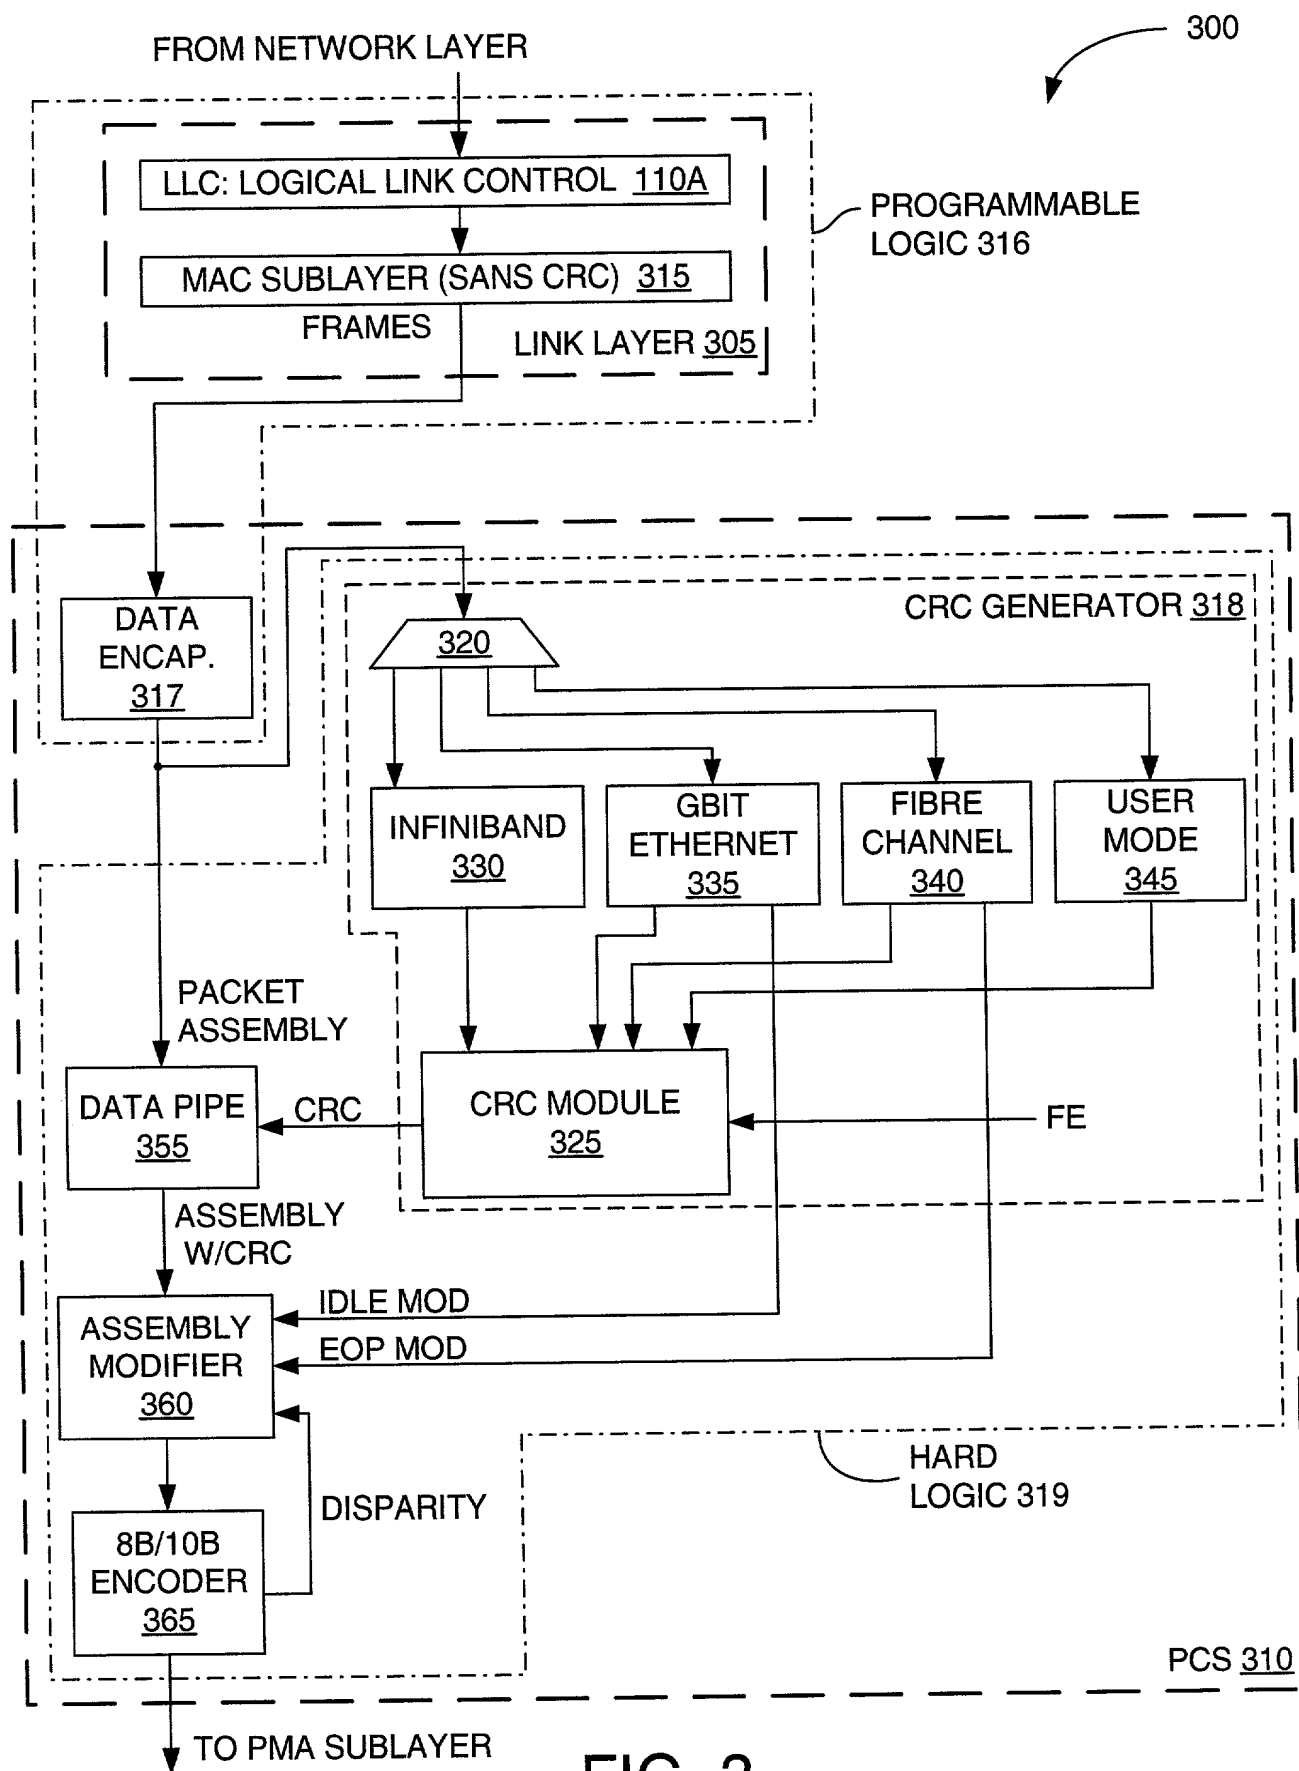 FROM NETWORK LAYER
300
LLC: LOGICAL LINK CONTROL 110A
PROGRAMMABLE
LOGIC 316
MAC SUBLAYER (SANS CRC) 315
FRAMES
LINK LAYER 305
DATA
ENCAP.
317
CRC GENERATOR 318
320
INFINIBAND
330
GBIT
ETHERNET
335
FIBRE
CHANNEL
340
USER
MODE
345
PACKET
ASSEMBLY
DATA PIPE
355
CRC
CRC MODULE
325
FE
ASSEMBLY
W/CRC
ASSEMBLY
MODIFIER
360
IDLE MOD
EOP MOD
HARD
LOGIC 319
DISPARITY
8B/10B
ENCODER
365
PCS 310
TO PMA SUBLAYER